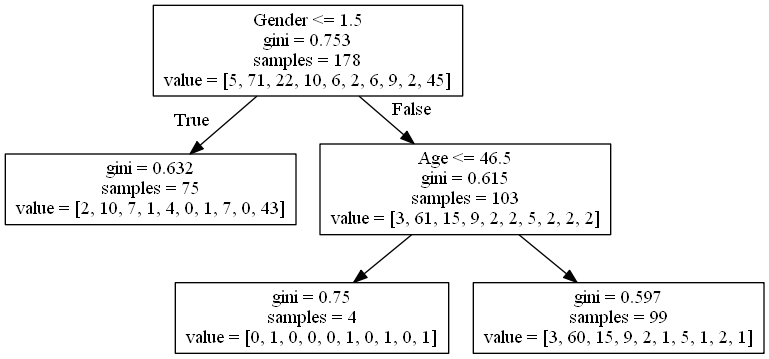 Gender <= 1.5
gini = 0.753
samples = 178
value = [5, 71, 22, 10, 6, 2, 6, 9, 2, 45]
True
False
gini = 0.632
samples = 75
value = [2, 10, 7, 1, 4, 0, 1, 7, 0, 43]
Age <= 46.5
gini = 0.615
samples = 103
value = [3, 61, 15, 9, 2, 2, 5, 2, 2, 2]
gini = 0.75
samples = 4
value = [0, 1, 0, 0, 0, 1, 0, 1, 0, 1]
gini = 0.597
samples = 99
value = [3, 60, 15, 9, 2, 1, 5, 1, 2, 1]